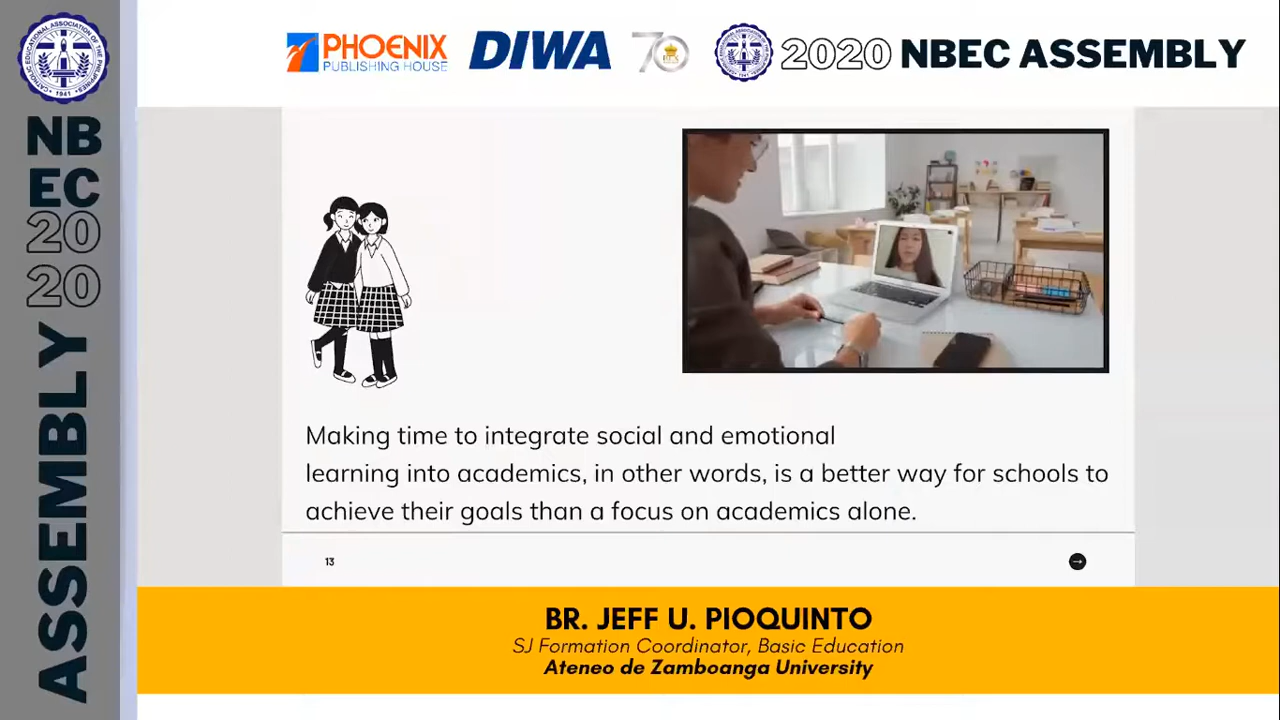 NB
EC
20
20
ASSEMBLY
PHOENIX
PUBLISHING HOUSE
DIWA
70
2020 NBEC ASSEMBLY
Making time to integrate social and emotional
learning into academics, in other words, is a better way for schools to
achieve their goals than a focus on academics alone.
13
BR. JEFF U. PIOQUINTO
SJ Formation Coordinator, Basic Education
Ateneo de Zamboanga University